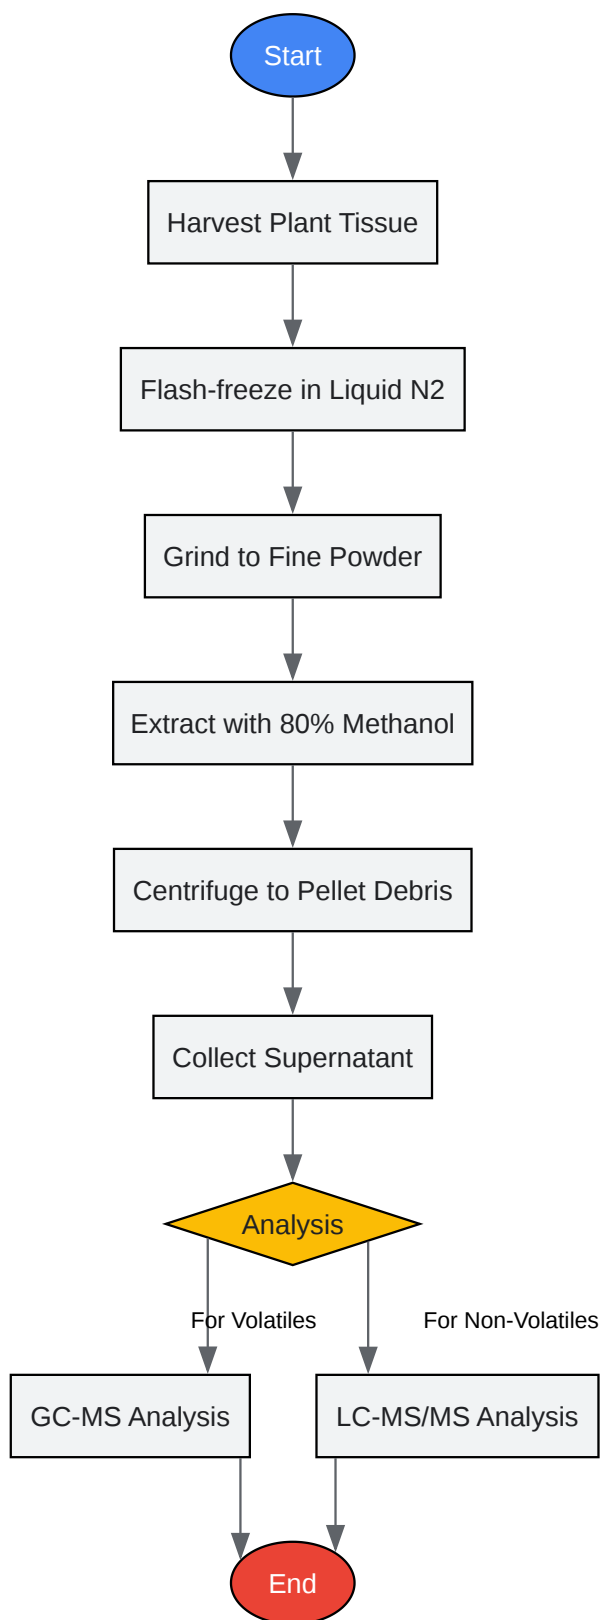 Start
Harvest Plant Tissue
Flash-freeze in Liquid N2
Grind to Fine Powder
Extract with 80% Methanol
Centrifuge to Pellet Debris
Collect Supernatant
Analysis
For Volatiles
For Non-Volatiles
GC-MS Analysis
LC-MS/MS Analysis
End